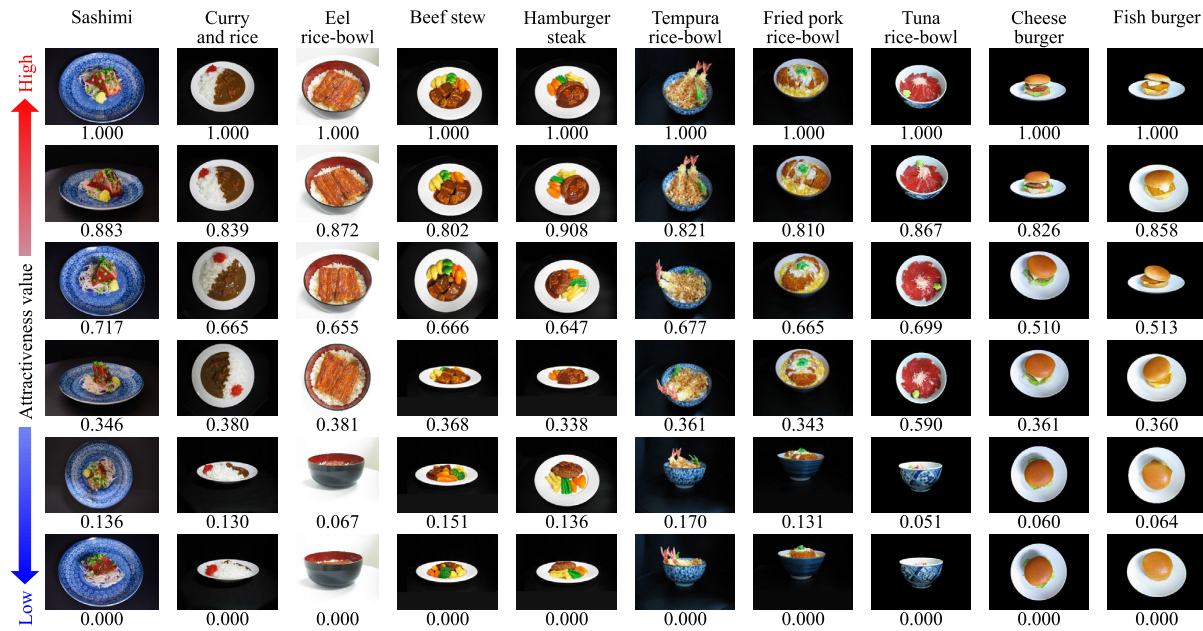 Sashimi
Curry
and rice
Eel
rice-bowl
Beef stew
Hamburger
steak
Tempura
rice-bowl
Fried pork
rice-bowl
Tuna
rice-bowl
Cheese
burger
Fish burger
High
Attractiveness value
Low
1.000 1.000 1.000 1.000 1.000 1.000 1.000 1.000 1.000 1.000
0.883 0.839 0.872 0.802 0.908 0.821 0.810 0.867 0.826 0.858
0.717 0.665 0.655 0.666 0.647 0.677 0.665 0.699 0.510 0.513
0.346 0.380 0.381 0.368 0.338 0.361 0.343 0.590 0.361 0.360
0.136 0.130 0.067 0.151 0.136 0.170 0.131 0.051 0.060 0.064
0.000 0.000 0.000 0.000 0.000 0.000 0.000 0.000 0.000 0.000